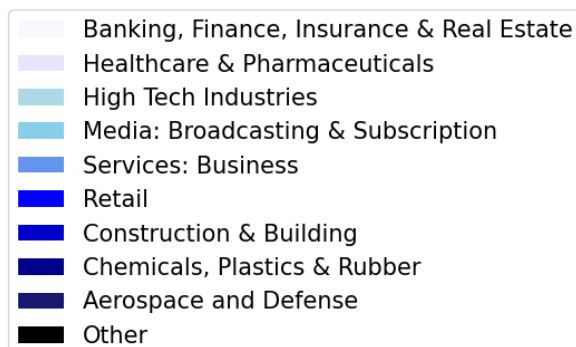 Banking, Finance, Insurance & Real Estate
Healthcare & Pharmaceuticals
High Tech Industries
Media: Broadcasting & Subscription
Services: Business
Retail
Construction & Building
Chemicals, Plastics & Rubber
Aerospace and Defense
Other